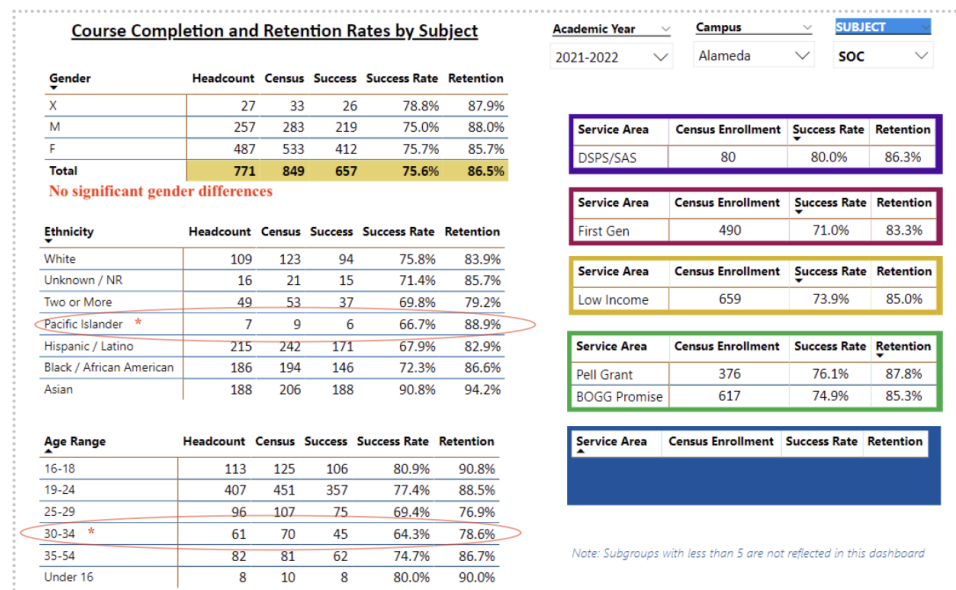 Course Completion and Retention Rates by Subject
Academic Year
2021-2022
Campus
Alameda
SUBJECT
SOC
Gender Headcount Census Success Success Rate Retention
X 27 33 26 78.8% 87.9%
M 257 283 219 75.0% 88.0%
F 487 533 412 75.7% 85.7%
Total 771 849 657 75.6% 86.5%
No significant gender differences
Ethnicity Headcount Census Success Success Rate Retention
White 109 123 94 75.8% 83.9%
Unknown / NR 16 21 15 71.4% 85.7%
Two or More 49 53 37 69.8% 79.2%
Pacific Islander * 7 9 6 66.7% 88.9%
Hispanic / Latino 215 242 171 67.9% 82.9%
Black / African American 186 194 146 72.3% 86.6%
Asian 188 206 188 90.8% 94.2%
Age Range Headcount Census Success Success Rate Retention
16-18 113 125 106 80.9% 90.8%
19-24 407 451 357 77.4% 88.5%
25-29 96 107 75 69.4% 76.9%
30-34 * 61 70 45 64.3% 78.6%
35-54 82 81 62 74.7% 86.7%
Under 16 8 10 8 80.0% 90.0%
Service Area Census Enrollment Success Rate Retention
DSPS/SAS 80 80.0% 86.3%
Service Area Census Enrollment Success Rate Retention
First Gen 490 71.0% 83.3%
Service Area Census Enrollment Success Rate Retention
Low Income 659 73.9% 85.0%
Service Area Census Enrollment Success Rate Retention
Pell Grant 376 76.1% 87.8%
BOGG Promise 617 74.9% 85.3%
Service Area Census Enrollment Success Rate Retention
Note: Subgroups with less than 5 are not reflected in this dashboard